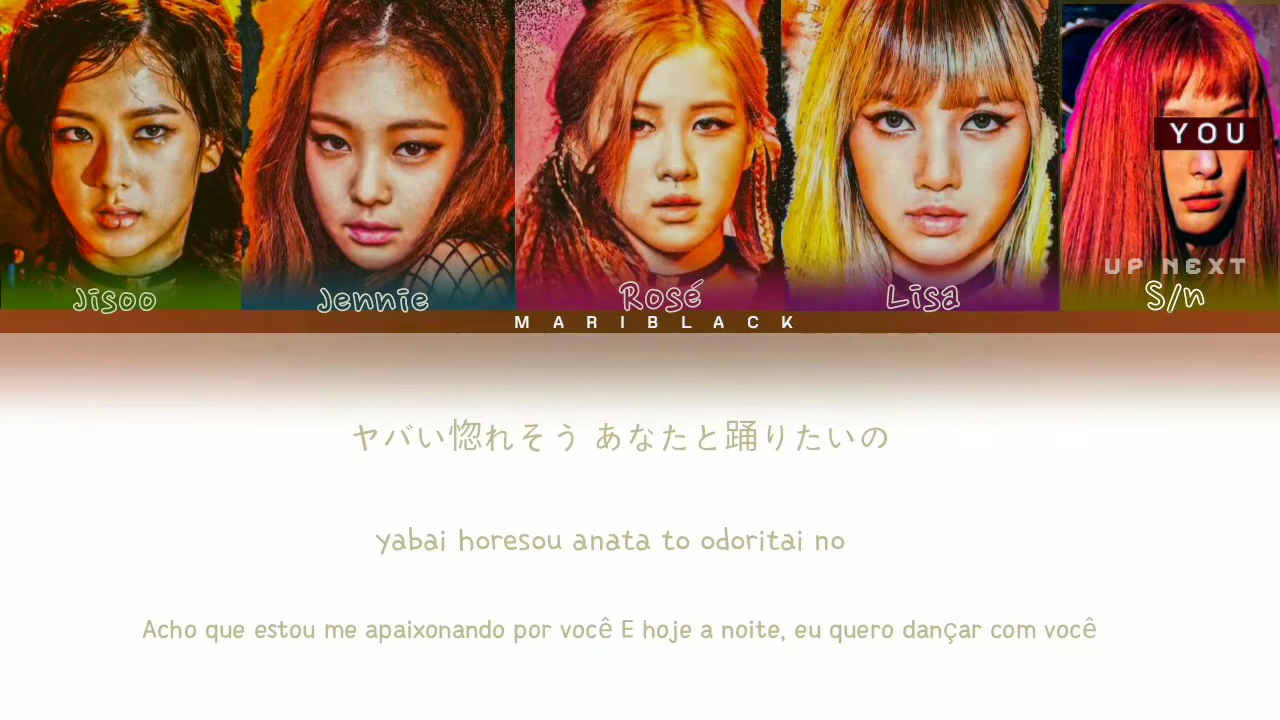 YOU
UP NEXT
Jisoo
Jennie
Rosé
Lisa
S/n
MARIBLACK
ヤバい惚れそう あなたと踊りたいの
yabai horesou anata to odoritai no
Acho que estou me apaixonando por você E hoje a noite, eu quero dançar com você